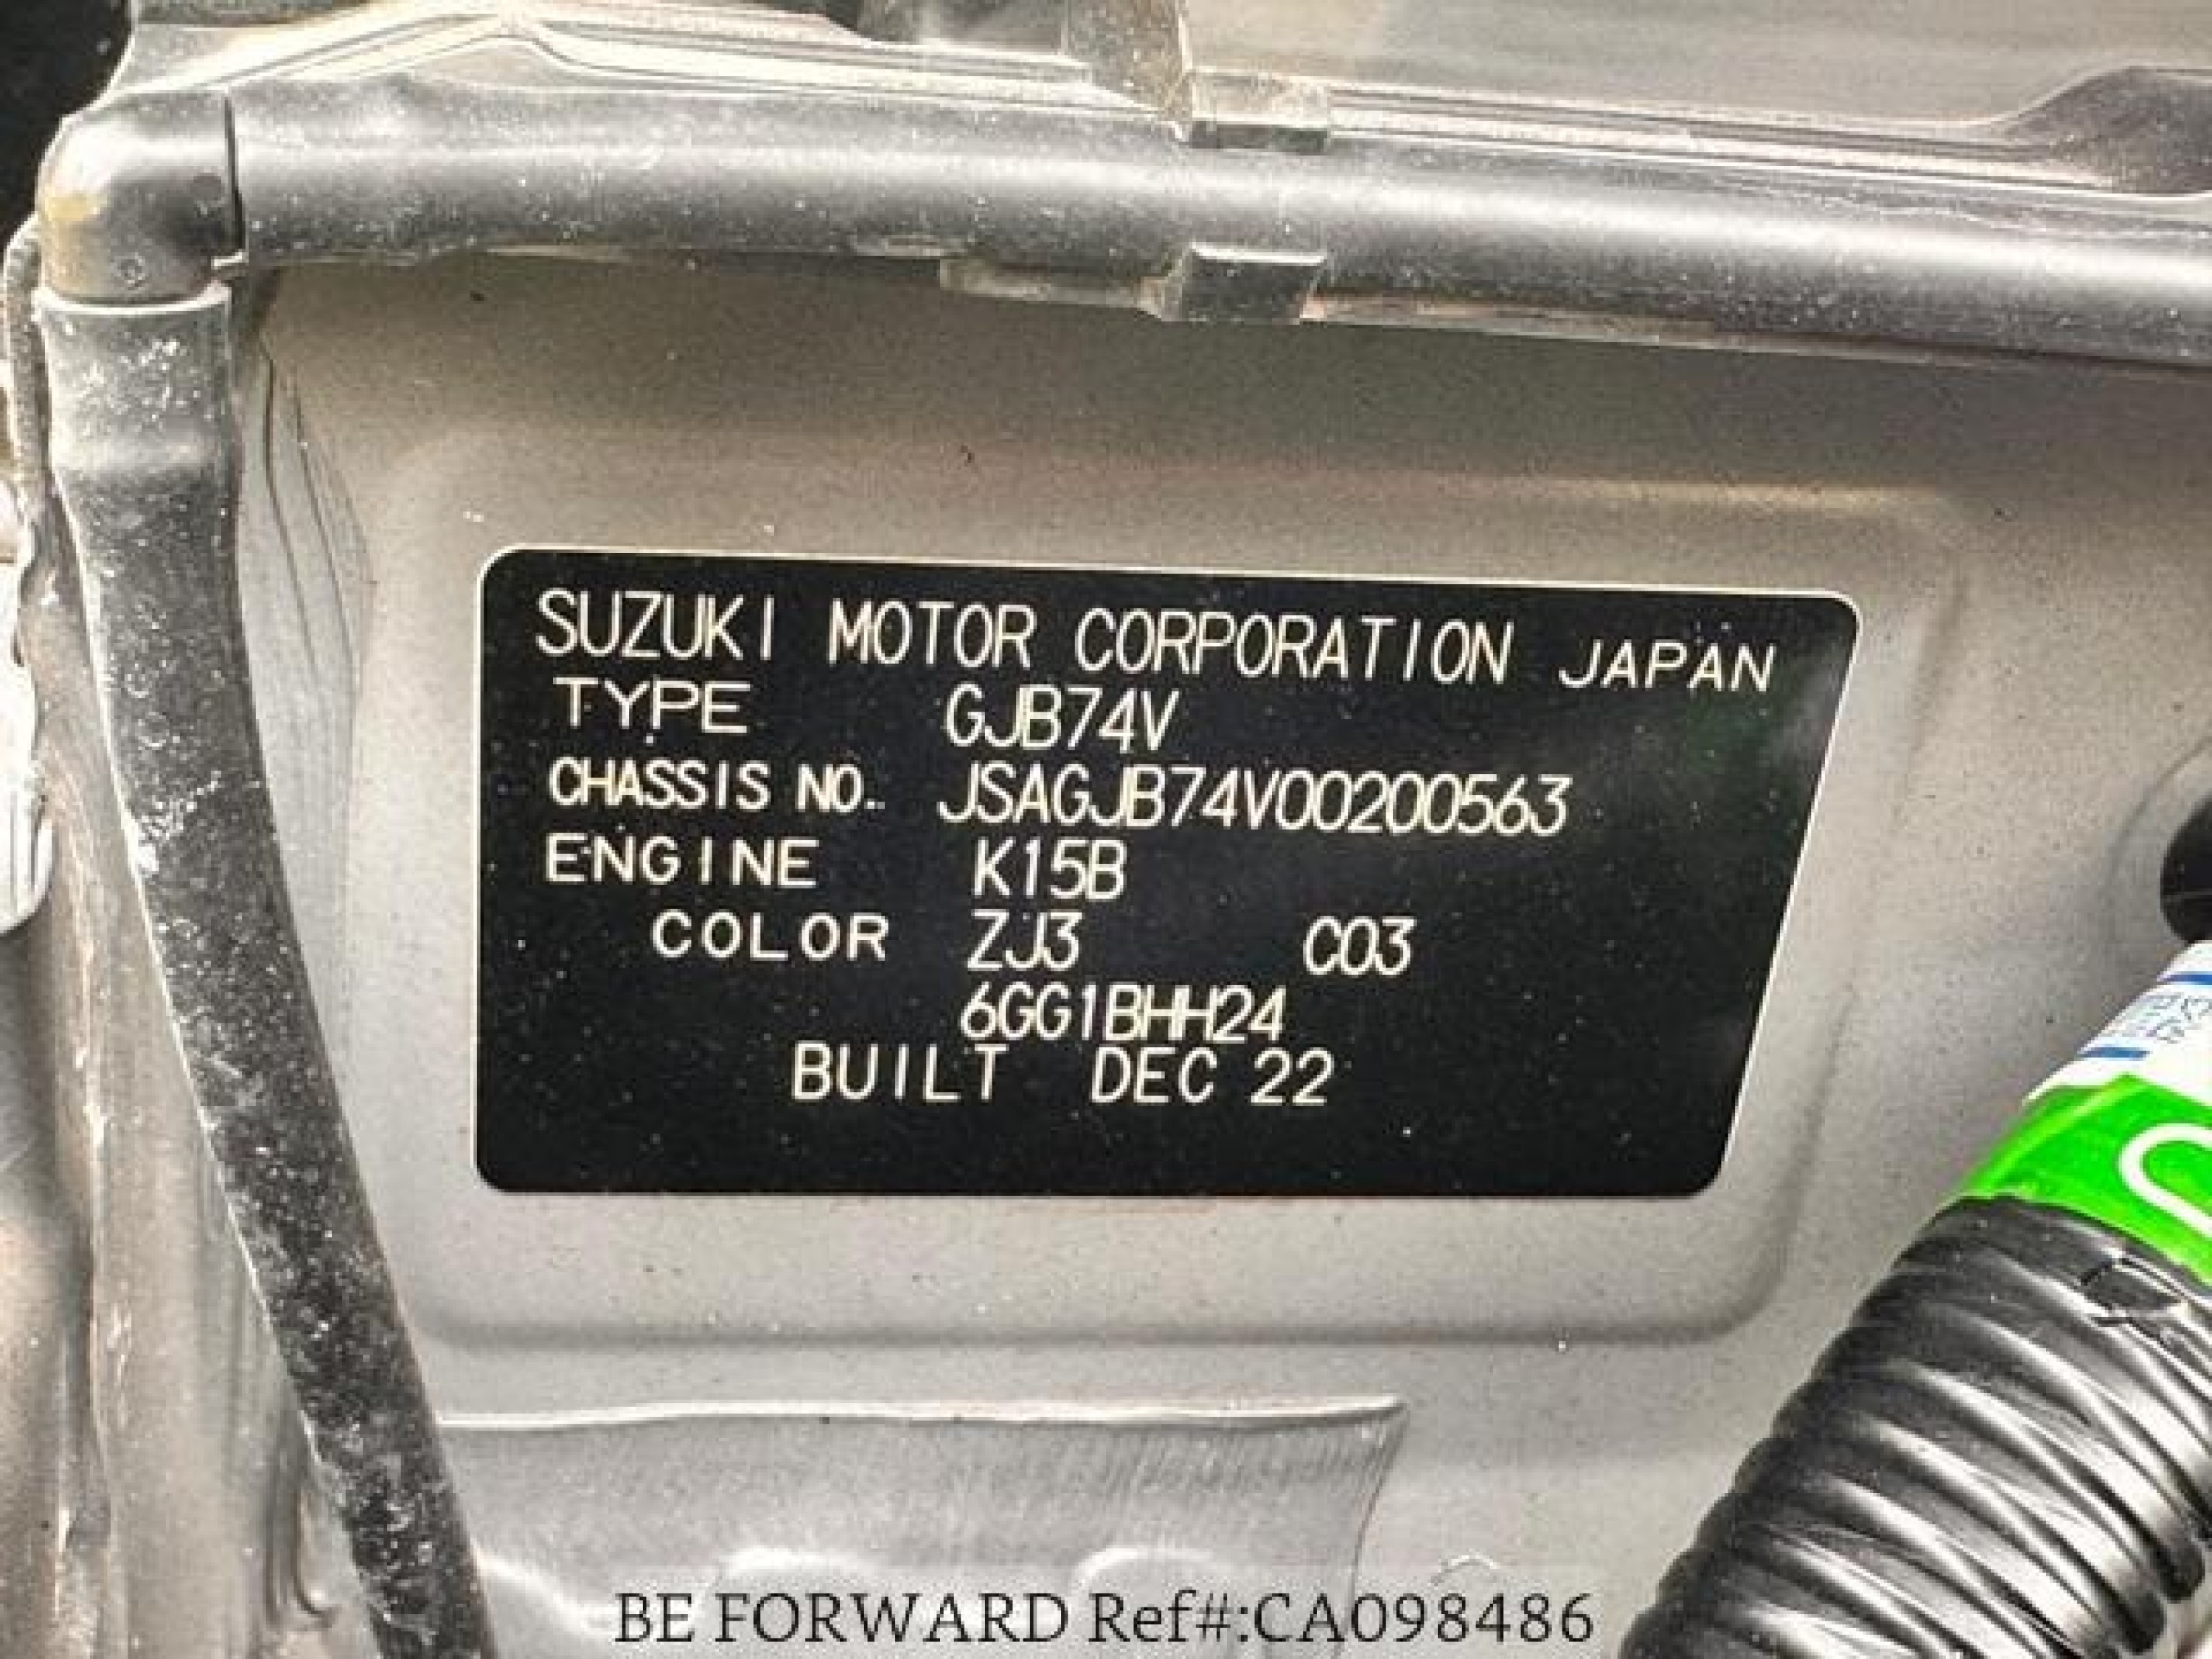 SUZUKI MOTOR CORPORATION JAPAN
TYPE GJB74V
CHASSIS NO. JSAGJB74V00200563
ENGINE K15B
COLOR ZJ3 C03
6GG1BHH24
BUILT DEC 22
BE FORWARD Ref#:CA098486